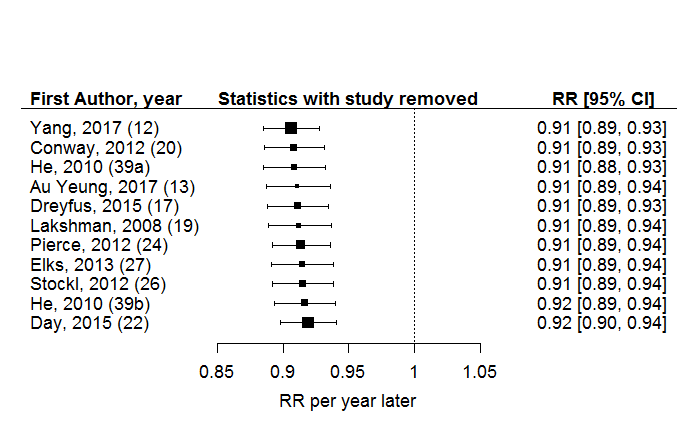 First Author, year Statistics with study removed RR [95% CI]
Yang, 2017 (12) 0.91 [0.89, 0.93]
Conway, 2012 (20) 0.91 [0.89, 0.93]
He, 2010 (39a) 0.91 [0.88, 0.93]
Au Yeung, 2017 (13) 0.91 [0.89, 0.94]
Dreyfus, 2015 (17) 0.91 [0.89, 0.93]
Lakshman, 2008 (19) 0.91 [0.89, 0.94]
Pierce, 2012 (24) 0.91 [0.89, 0.94]
Elks, 2013 (27) 0.91 [0.89, 0.94]
Stockl, 2012 (26) 0.91 [0.89, 0.94]
He, 2010 (39b) 0.92 [0.89, 0.94]
Day, 2015 (22) 0.92 [0.90, 0.94]
0.85 0.9 0.95 1 1.05
RR per year later